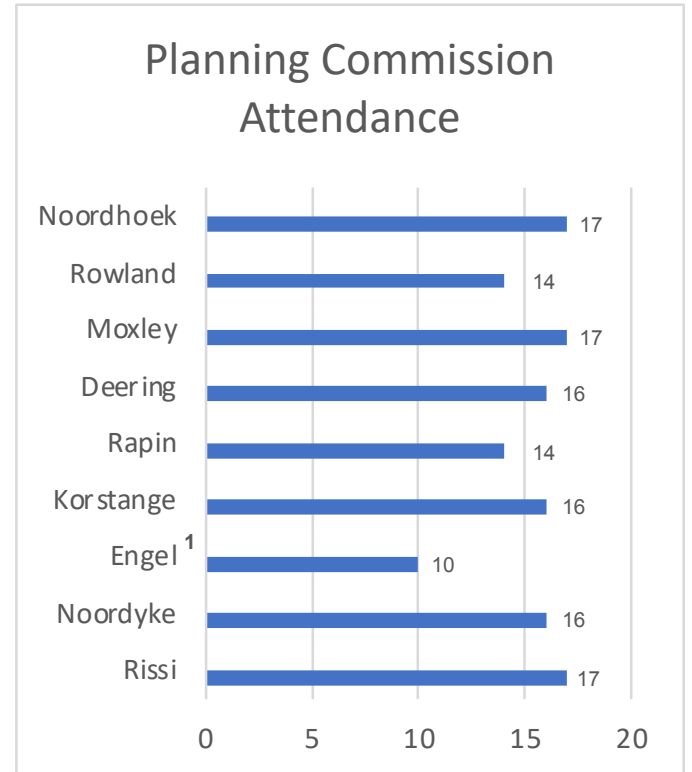 Planning Commission
Attendance
Noordhoek 17
Rowland 14
Moxley 17
Deering 16
Rapin 14
Korstange 16
Engel 1 10
Noordyke 16
Rissi 17
0 5 10 15 20